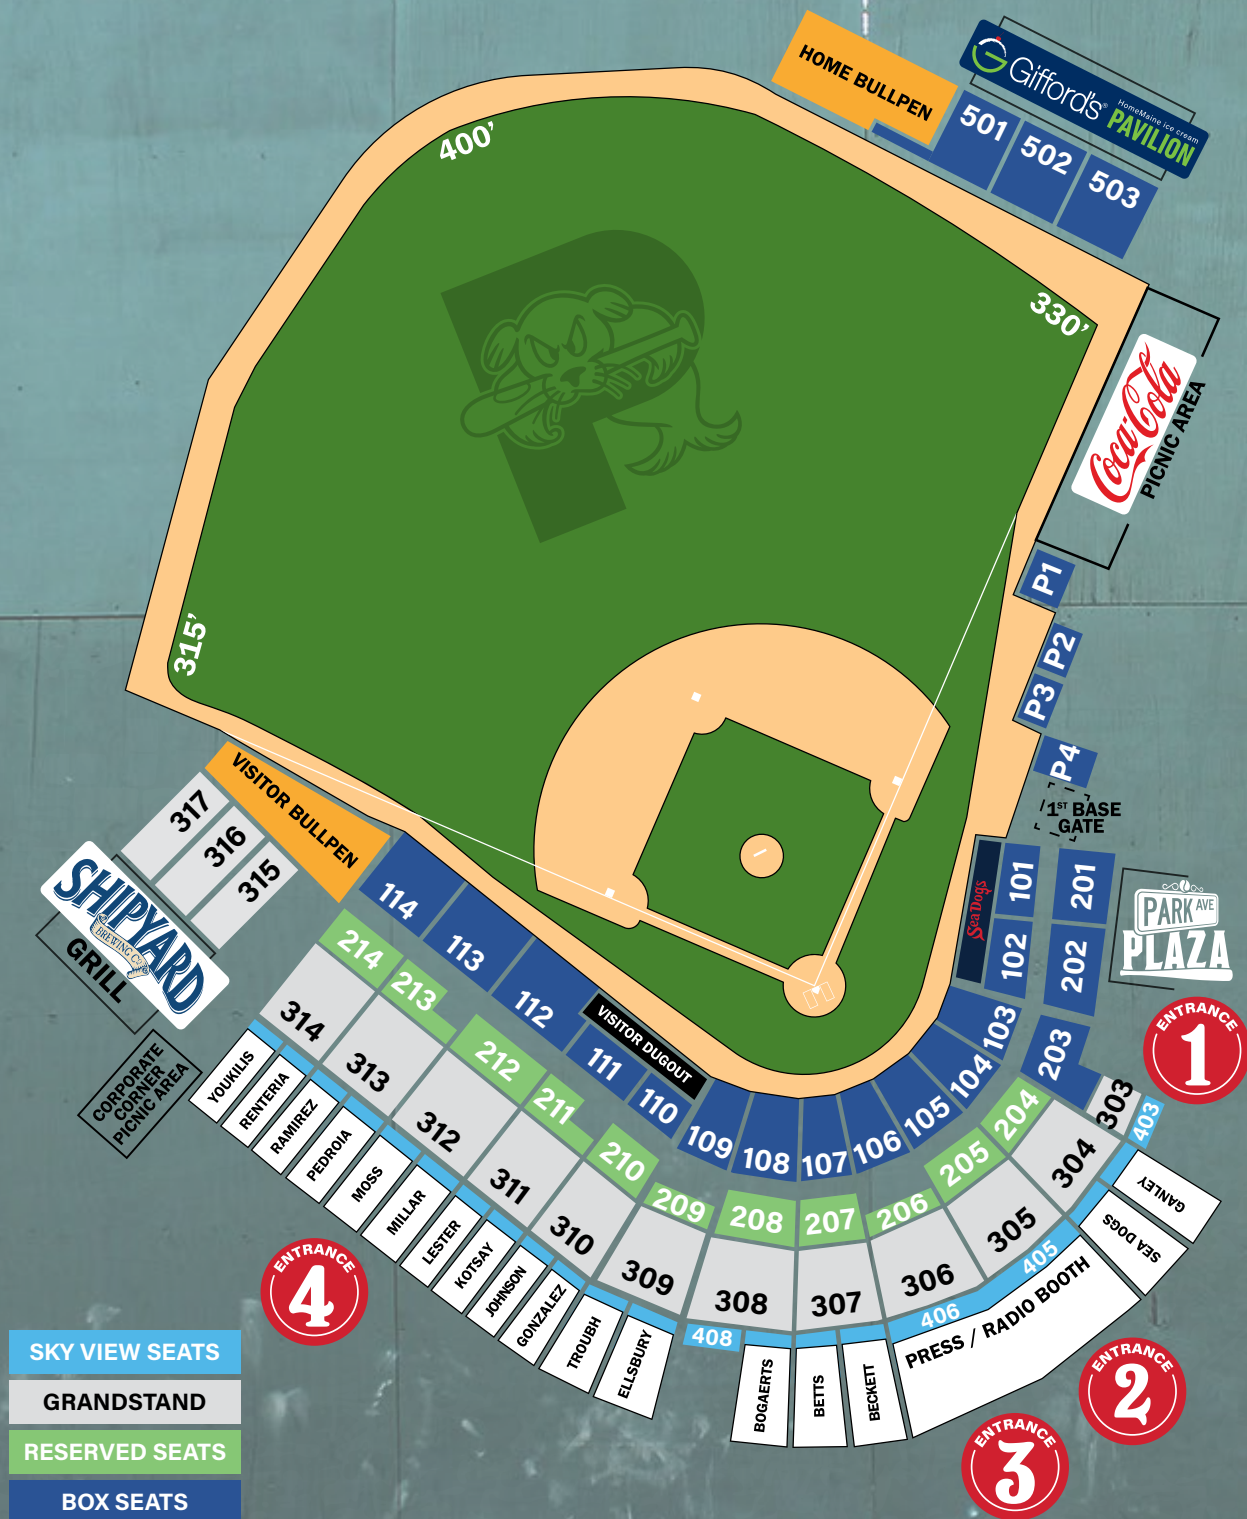 HOME BULLPEN
Gifford's®
HomeMaine ice cream
PAVILION
501
502
503
400'
330'
315'
Coca-Cola
PICNIC AREA
P1
P2
P3
P4
1ST BASE
GATE
VISITOR BULLPEN
317
316
315
SHIPYARD
BREWING CO
GRILL
CORPORATE
CORNER
PICNIC AREA
SeaDogs
101
102
103
104
105
106
107
108
109
110
111
112
113
114
VISITOR DUGOUT
201
202
203
204
205
206
207
208
209
210
211
212
213
214
PARK AVE
PLAZA
303
304
305
306
307
308
309
310
311
312
313
314
403
405
406
408
YOUKILIS
RENTERIA
RAMIREZ
PEDROIA
MOSS
MILLAR
LESTER
KOTSAY
JOHNSON
GONZALEZ
TROUBH
ELLSBURY
BOGAERTS
BETTS
BECKETT
PRESS / RADIO BOOTH
SEA DOGS
GANLEY
ENTRANCE
1
ENTRANCE
2
ENTRANCE
3
ENTRANCE
4
SKY VIEW SEATS
GRANDSTAND
RESERVED SEATS
BOX SEATS